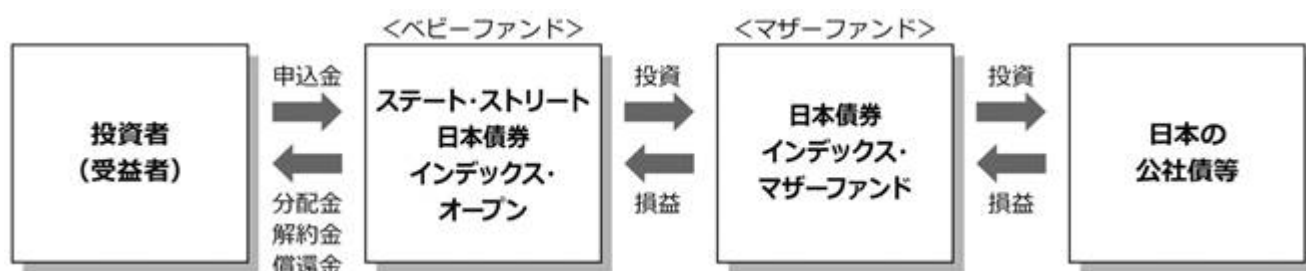 <ベビーファンド>
<マザーファンド>
投資者
(受益者)
申込金
分配金
解約金
償還金
ステート・ストリート
日本債券
インデックス・
オープン
投資
損益
日本債券
インデックス・
マザーファンド
投資
損益
日本の
公社債等